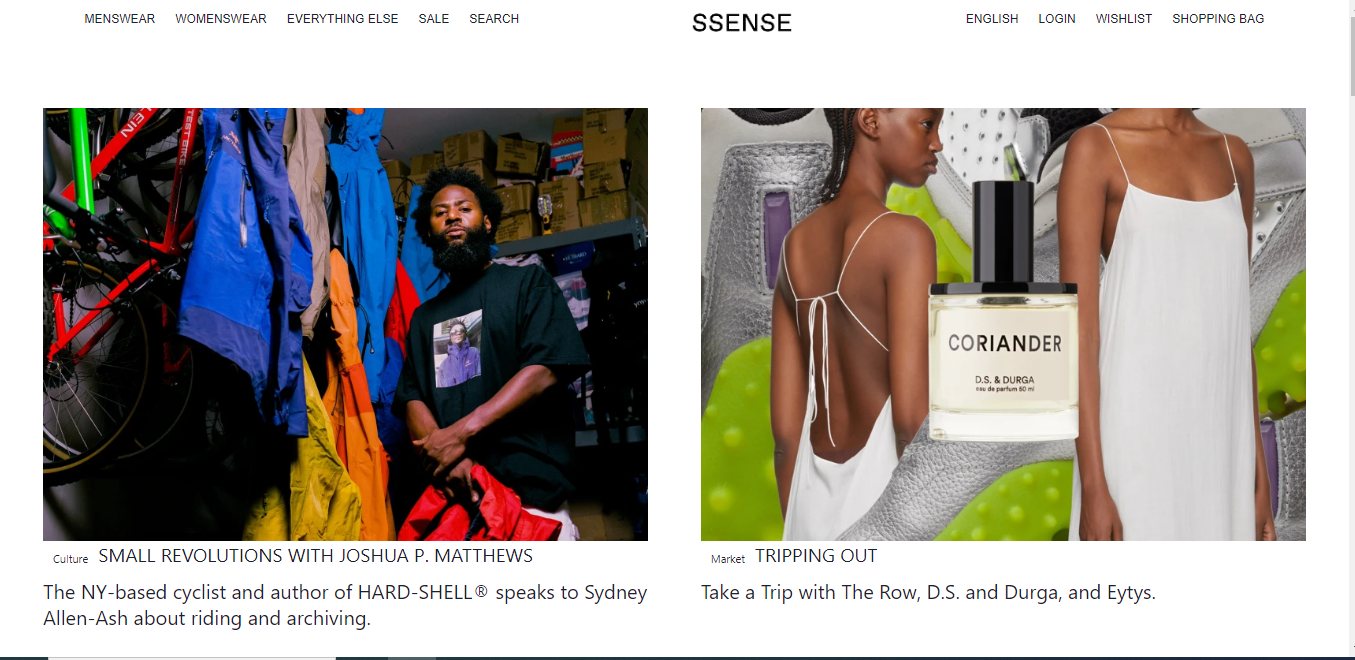 MENSWEAR WOMENSWEAR EVERYTHING ELSE SALE SEARCH SSENSE ENGLISH LOGIN WISHLIST SHOPPING BAG
CORIANDER
D.S. & DURGA
eau de parfum 50 ml
Culture SMALL REVOLUTIONS WITH JOSHUA P. MATTHEWS
The NY-based cyclist and author of HARD-SHELL® speaks to Sydney
Allen-Ash about riding and archiving.
Market TRIPPING OUT
Take a Trip with The Row, D.S. and Durga, and Eytys.